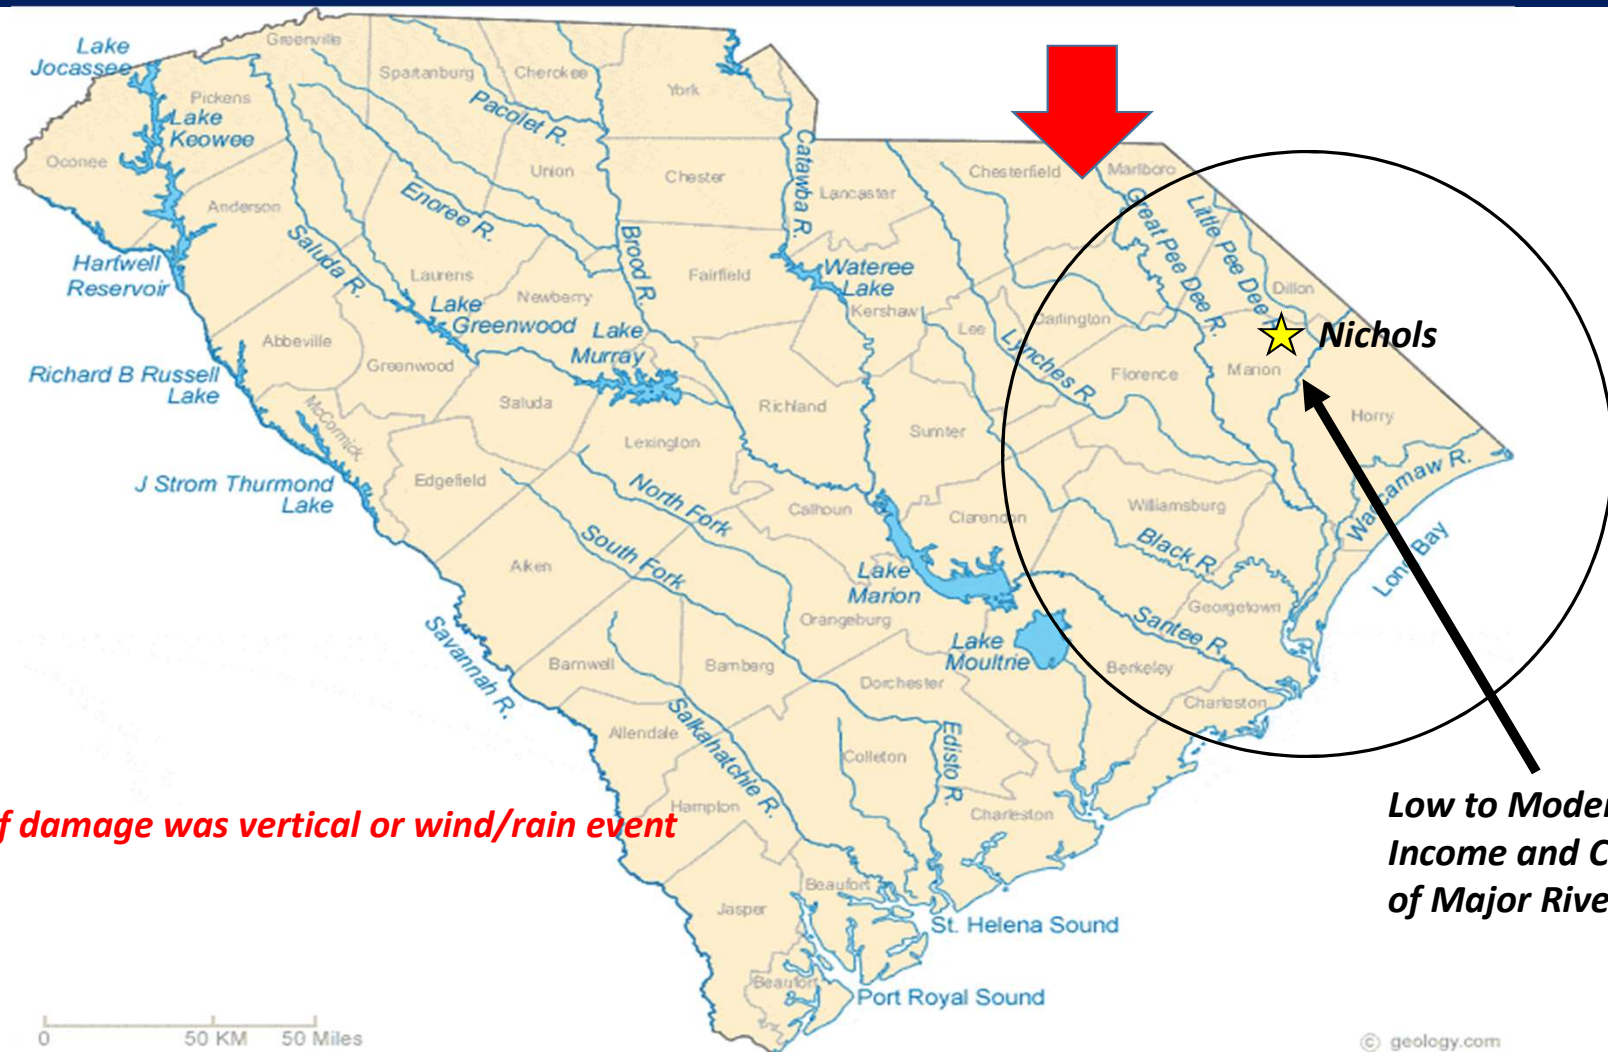 Greenville
Lake
Jocassee
Spartanburg
Cherokee
York
Pickens
Pacolet R.
Lake
Keowee
Oconee
Union
Chester
Catawba R.
Lancaster
Chesterfield
Marlboro
Anderson
Enoree R.
Great Pee Dee R.
Little Pee Dee
Saluda R.
Brood R.
Hartwell
Reservoir
Laurens
Newberry
Fairfield
Wateree
Lake
Kershaw
Dillon
Lake
Greenwood
Lake
Murray
Lee
Darlington
Nichols
Abbeville
Greenwood
Lynches R.
Florence
Marion
Richard B Russell
Lake
McCormick
Saluda
Richland
Horry
Lexington
Sumter
J Strom Thurmond
Lake
Edgefield
North Fork
Calhoun
Clarendon
Williamsburg
Waccamaw R.
South Fork
Black R.
Long Bay
Aiken
Lake
Marion
Orangeburg
Georgetown
Santee R.
Savannah R.
Barnwell
Bamberg
Lake
Moultrie
Berkeley
Dorchester
Charleston
Allendale
Salkahatchie R.
Colleton
Edisto R.
Hampton
Charleston
f damage was vertical or wind/rain event
Low to Moder
Income and C
of Major Rive
Beaufort
Jasper
St. Helena Sound
Beaufort
Port Royal Sound
0 50 KM 50 Miles
© geology.com